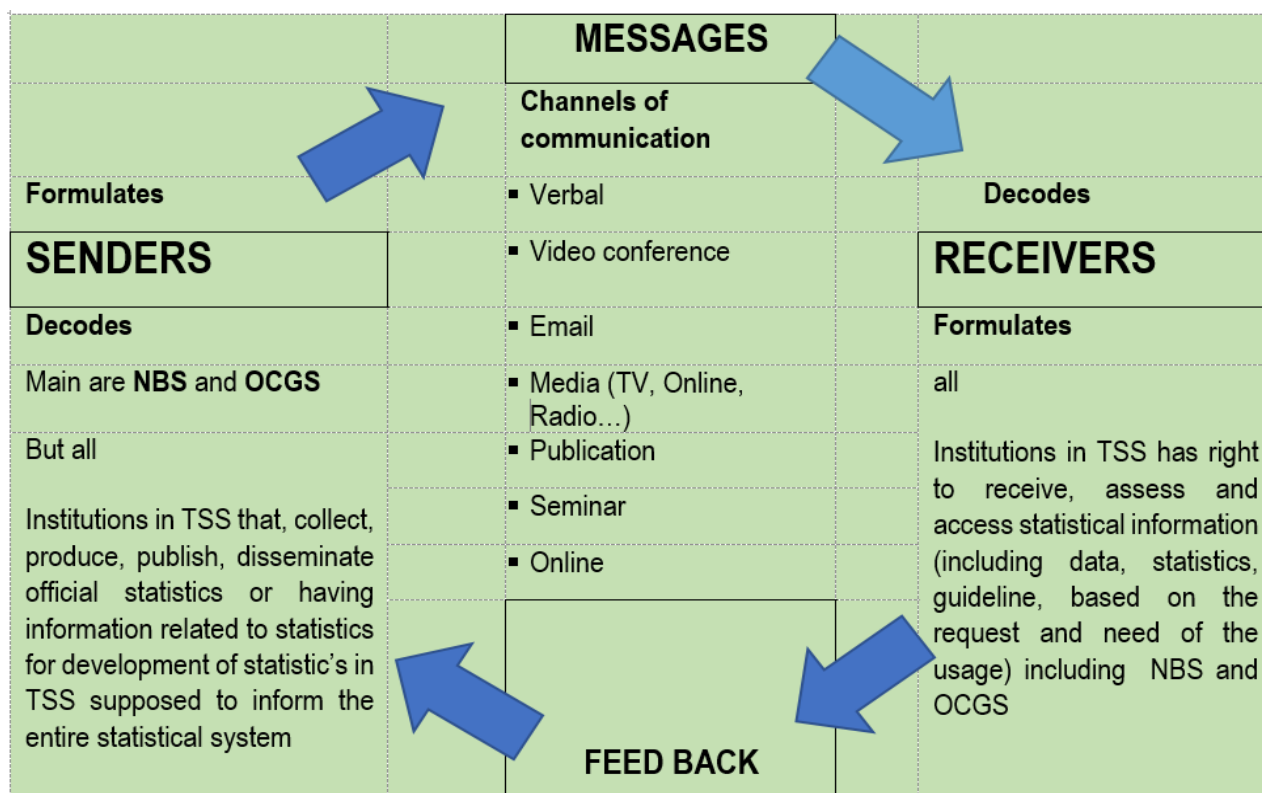 MESSAGES
Channels of
communication
Formulates
▪ Verbal
Decodes
SENDERS
▪ Video conference
RECEIVERS
Decodes
▪ Email
Formulates
Main are NBS and OCGS
▪ Media (TV, Online,
Radio…)
all
But all
▪ Publication
Institutions in TSS that, collect,
produce, publish, disseminate
official statistics or having
information related to statistics
for development of statistic’s in
TSS supposed to inform the
entire statistical system
▪ Seminar
▪ Online
Institutions in TSS has right
to receive, assess and
access statistical information
(including data, statistics,
guideline, based on the
request and need of the
usage) including NBS and
OCGS
FEED BACK